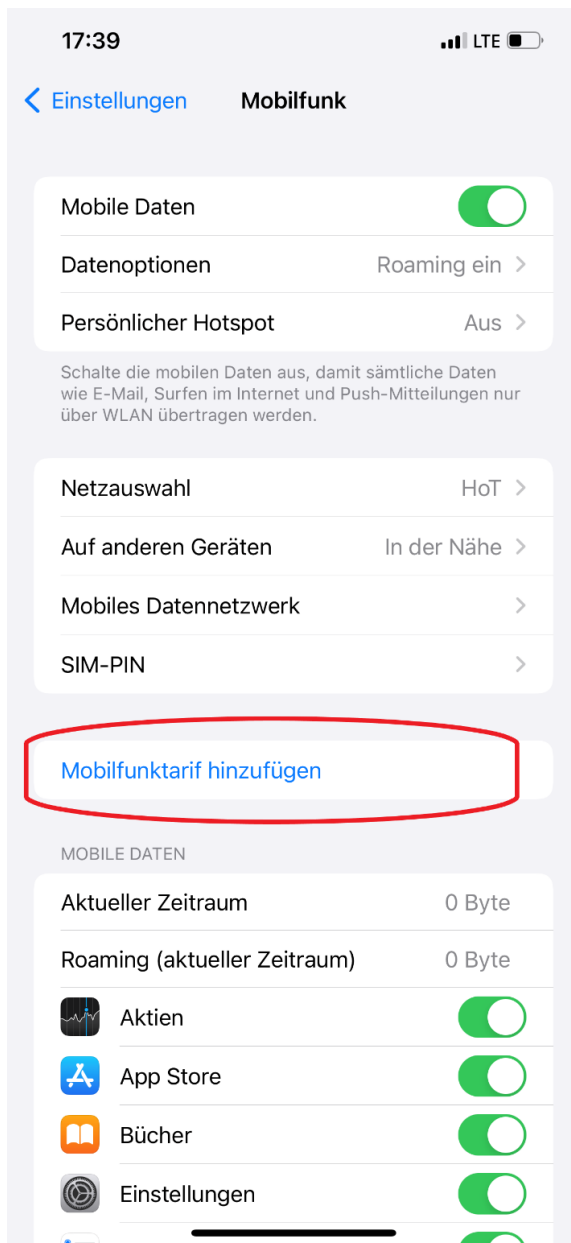 17:39
LTE
Einstellungen
Mobilfunk
Mobile Daten
Datenoptionen
Roaming ein
Persönlicher Hotspot
Aus
Schalte die mobilen Daten aus, damit sämtliche Daten
wie E-Mail, Surfen im Internet und Push-Mitteilungen nur
über WLAN übertragen werden.
Netzauswahl
HoT
Auf anderen Geräten
In der Nähe
Mobiles Datennetzwerk
SIM-PIN
Mobilfunktarif hinzufügen
MOBILE DATEN
Aktueller Zeitraum
0 Byte
Roaming (aktueller Zeitraum)
0 Byte
Aktien
App Store
Bücher
Einstellungen